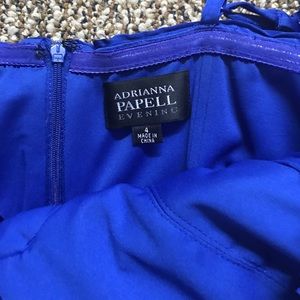 ADRIANNA
PAPELL
EVENING
4
MADE IN
CHINA